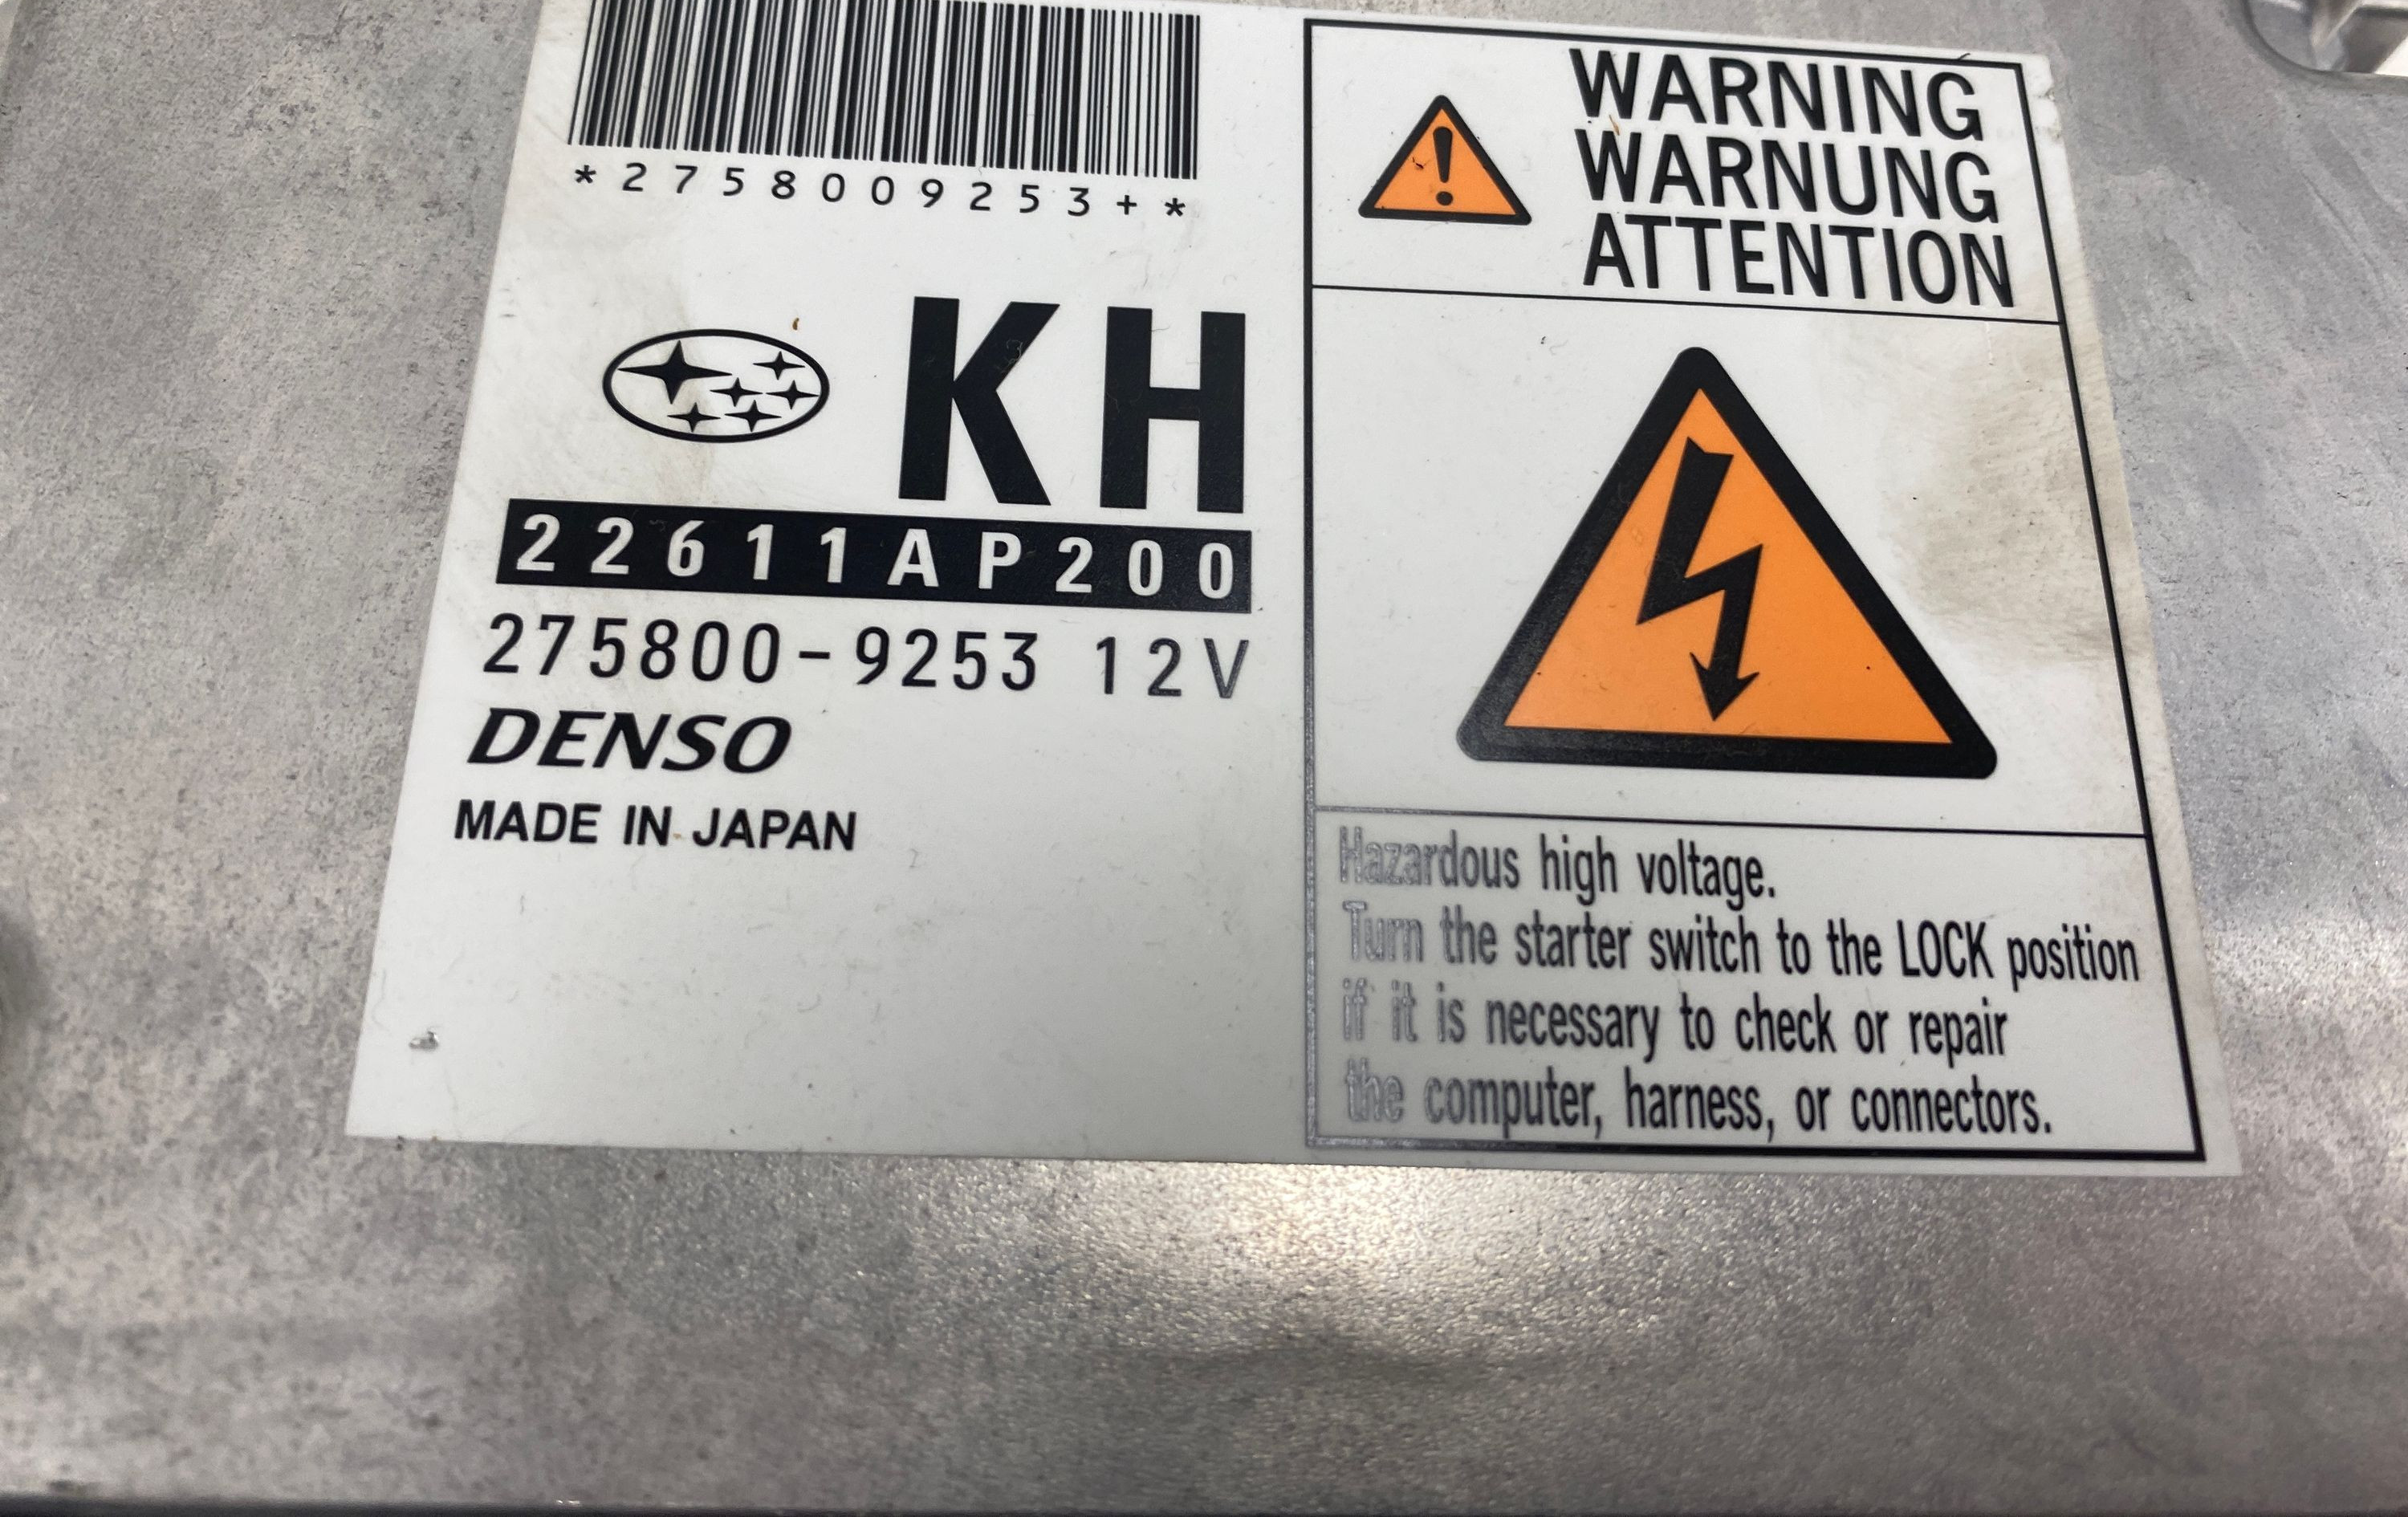 *2758009253+*
KH
22611AP200
275800-9253 12V
DENSO
MADE IN JAPAN
WARNING
WARNUNG
ATTENTION
Hazardous high voltage.
Turn the starter switch to the LOCK position
if it is necessary to check or repair
the computer, harness, or connectors.